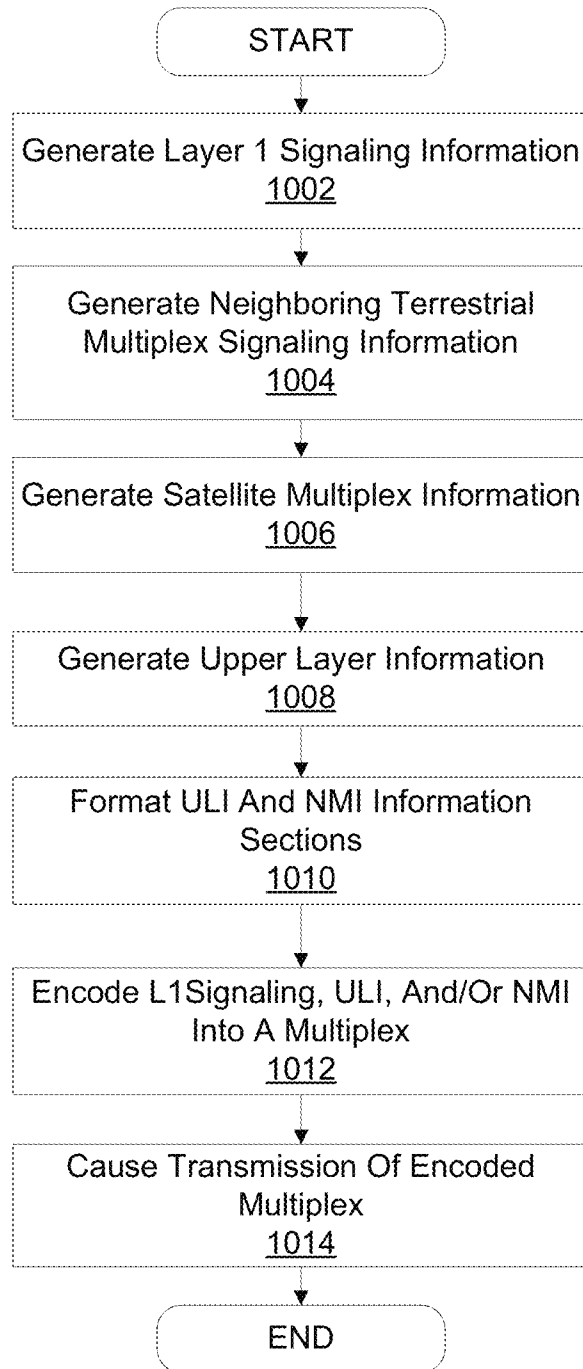 START
Generate Layer 1 Signaling Information
1002
Generate Neighboring Terrestrial
Multiplex Signaling Information
1004
Generate Satellite Multiplex Information
1006
Generate Upper Layer Information
1008
Format ULI And NMI Information
Sections
1010
Encode L1Signaling, ULI, And/Or NMI
Into A Multiplex
1012
Cause Transmission Of Encoded
Multiplex
1014
END